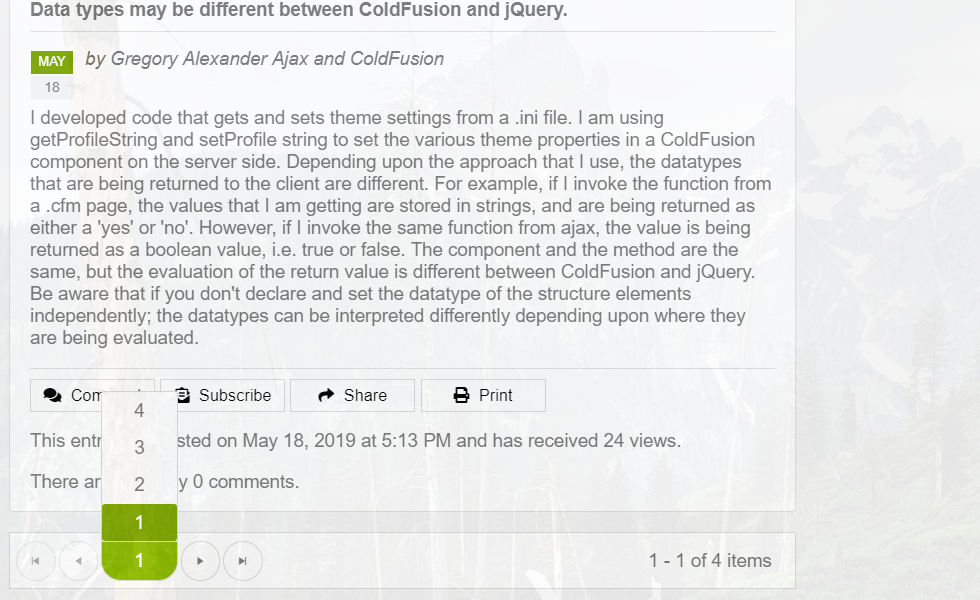 Data types may be different between ColdFusion and jQuery.
MAY
18
by Gregory Alexander Ajax and ColdFusion
I developed code that gets and sets theme settings from a .ini file. I am using
getProfileString and setProfile string to set the various theme properties in a ColdFusion
component on the server side. Depending upon the approach that I use, the datatypes
that are being returned to the client are different. For example, if I invoke the function from
a .cfm page, the values that I am getting are stored in strings, and are being returned as
either a 'yes' or 'no'. However, if I invoke the same function from ajax, the value is being
returned as a boolean value, i.e. true or false. The component and the method are the
same, but the evaluation of the return value is different between ColdFusion and jQuery.
Be aware that if you don't declare and set the datatype of the structure elements
independently; the datatypes can be interpreted differently depending upon where they
are being evaluated.
Subscribe Share Print
4
This sted on May 18, 2019 at 5:13 PM and has received 24 views.
3
2
y 0 comments.
1
1
1 - 1 of 4 items